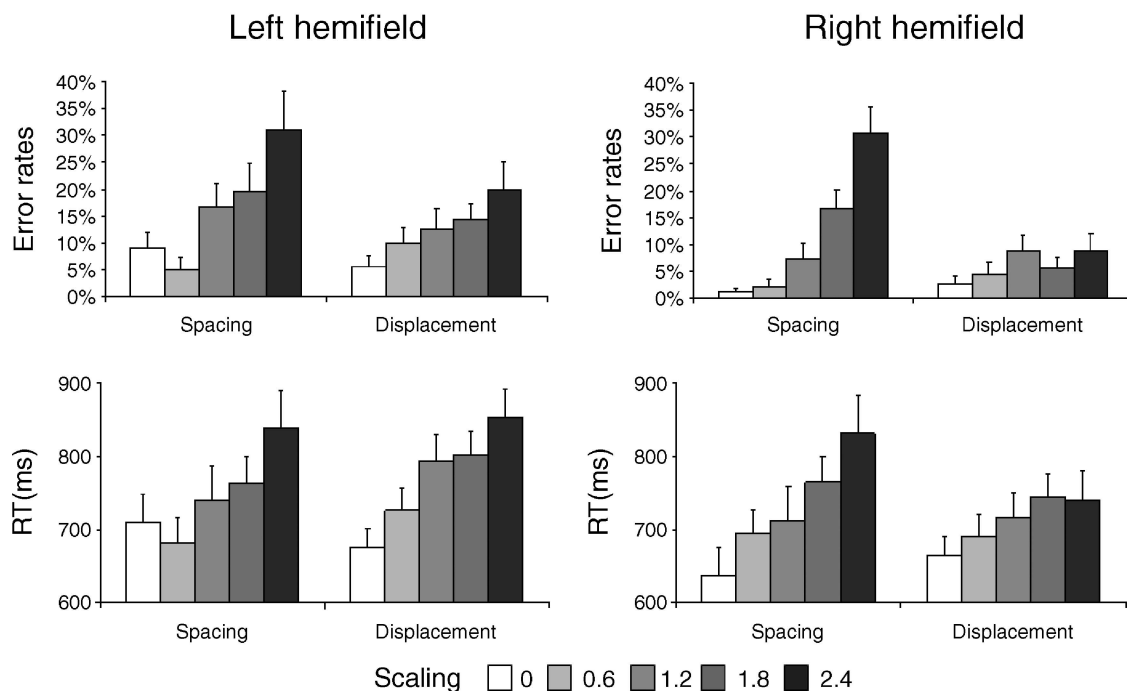 Left hemifield
Right hemifield
Error rates
40%
35%
30%
25%
20%
15%
10%
5%
0%
Spacing
Displacement
Error rates
40%
35%
30%
25%
20%
15%
10%
5%
0%
Spacing
Displacement
RT(ms)
900
800
700
600
Spacing
Displacement
RT(ms)
900
800
700
600
Spacing
Displacement
Scaling 0 0.6 1.2 1.8 2.4